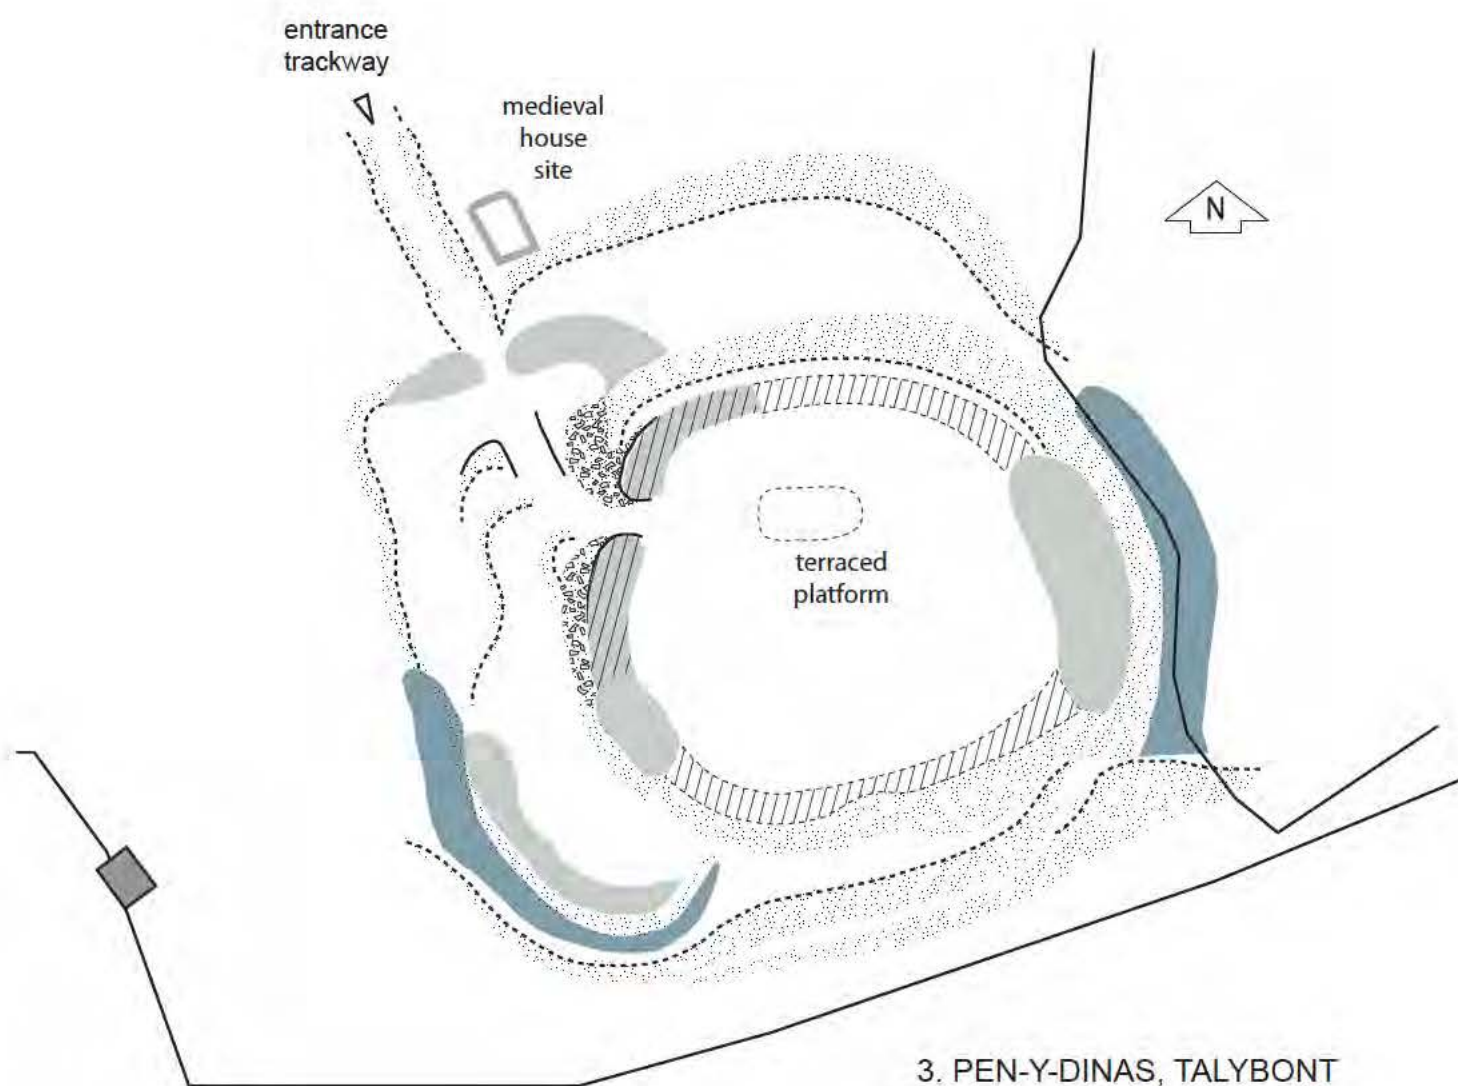 entrance
trackway
medieval
house
site
N
terraced
platform
3. PEN-Y-DINAS, TALYBONT